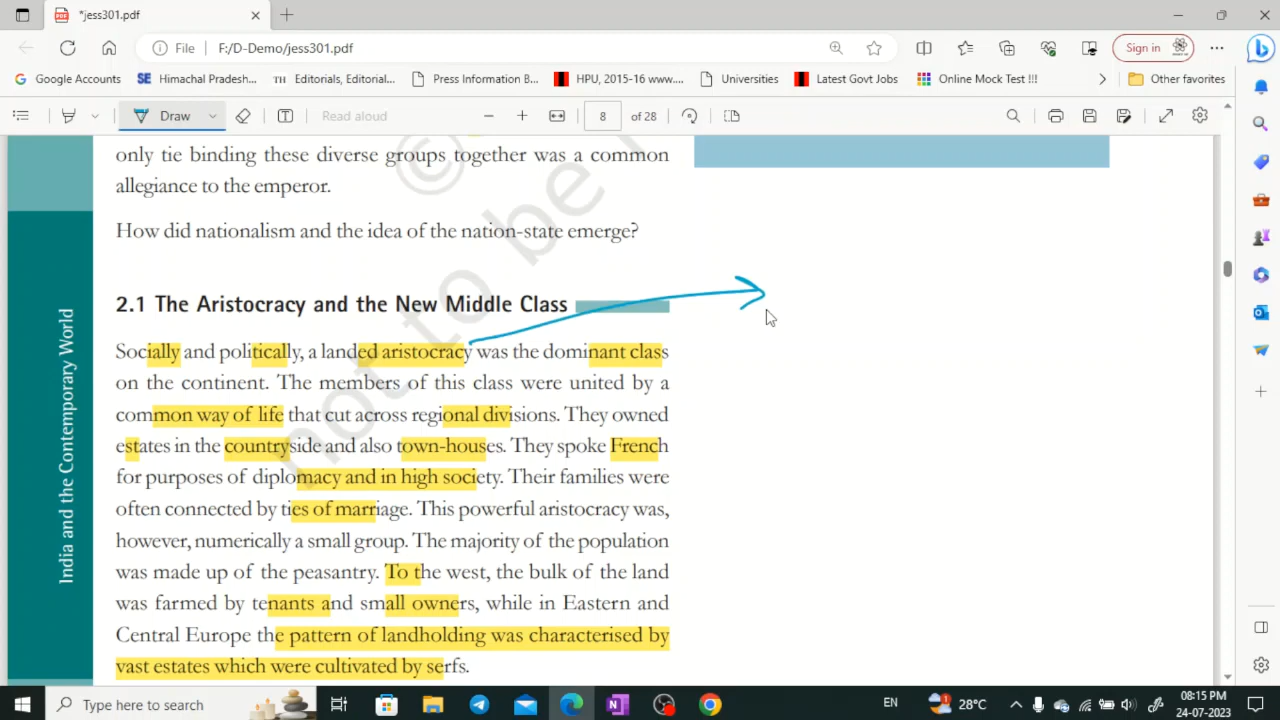 *jess301.pdf
File
F:/D-Demo/jess301.pdf
Sign in
Google Accounts
SE Himachal Pradesh...
TH Editorials, Editorial...
Press Information B...
HPU, 2015-16 www....
Universities
Latest Govt Jobs
Online Mock Test !!!
Other favorites
Draw
Read aloud
8 of 28
only tie binding these diverse groups together was a common
allegiance to the emperor.
How did nationalism and the idea of the nation-state emerge?
2.1 The Aristocracy and the New Middle Class
Socially and politically, a landed aristocracy was the dominant class
on the continent. The members of this class were united by a
common way of life that cut across regional divisions. They owned
estates in the countryside and also town-houses. They spoke French
for purposes of diplomacy and in high society. Their families were
often connected by ties of marriage. This powerful aristocracy was,
however, numerically a small group. The majority of the population
was made up of the peasantry. To the west, the bulk of the land
was farmed by tenants and small owners, while in Eastern and
Central Europe the pattern of landholding was characterised by
vast estates which were cultivated by serfs.
India and the Contemporary World
©
not to be
Type here to search
EN
28°C
08:15 PM
24-07-2023